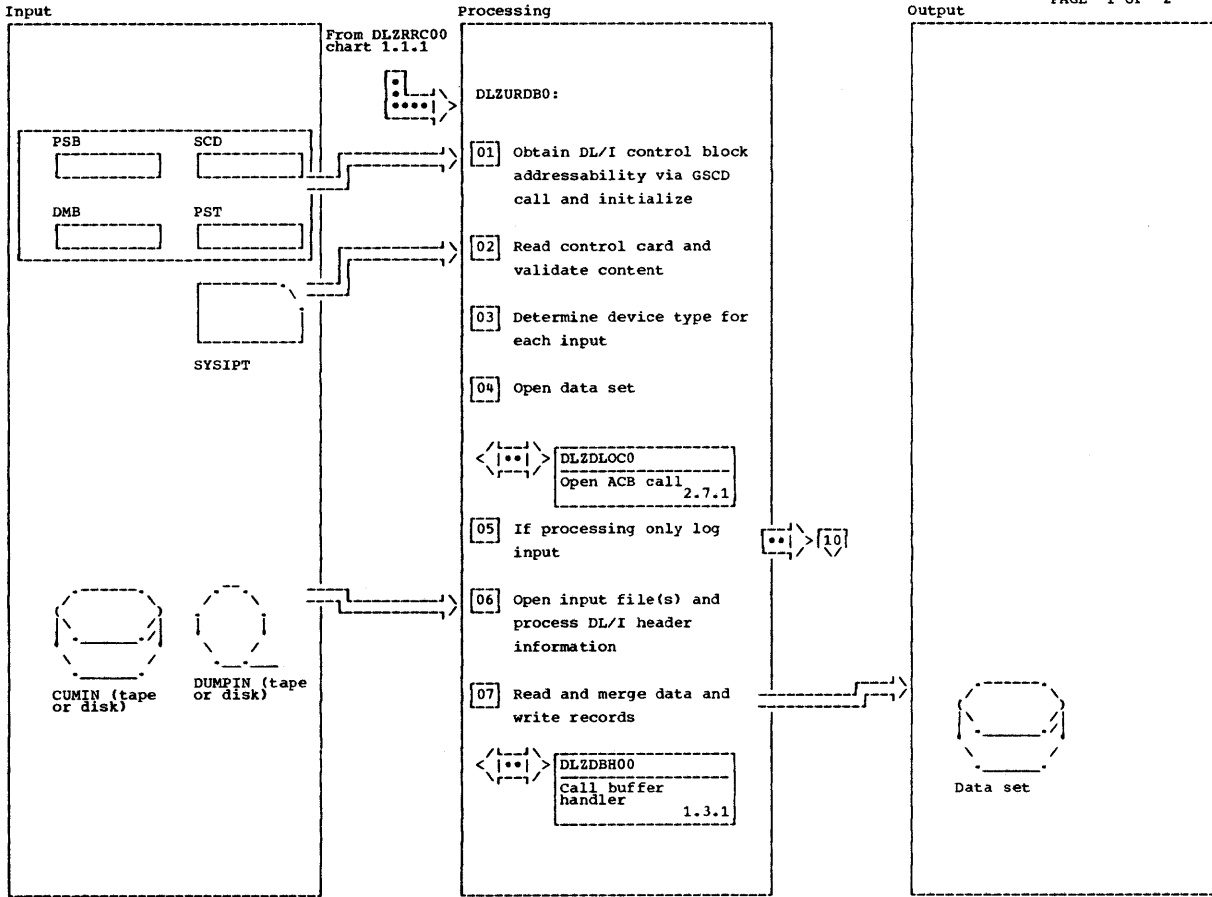 PAGE 1 OF 2
Input
Processing
Output
From DLZRRC00
chart 1.1.1
DLZURDB0:
PSB
SCD
DMB
PST
01 Obtain DL/I control block
addressability via GSCD
call and initialize
02 Read control card and
validate content
SYSIPT
03 Determine device type for
each input
04 Open data set
DLZDLOC0
Open ACB call
2.7.1
05 If processing only log
input
10
06 Open input file(s) and
process DL/I header
information
CUMIN (tape
or disk)
DUMPIN (tape
or disk)
07 Read and merge data and
write records
DLZDBH00
Call buffer
handler
1.3.1
Data set